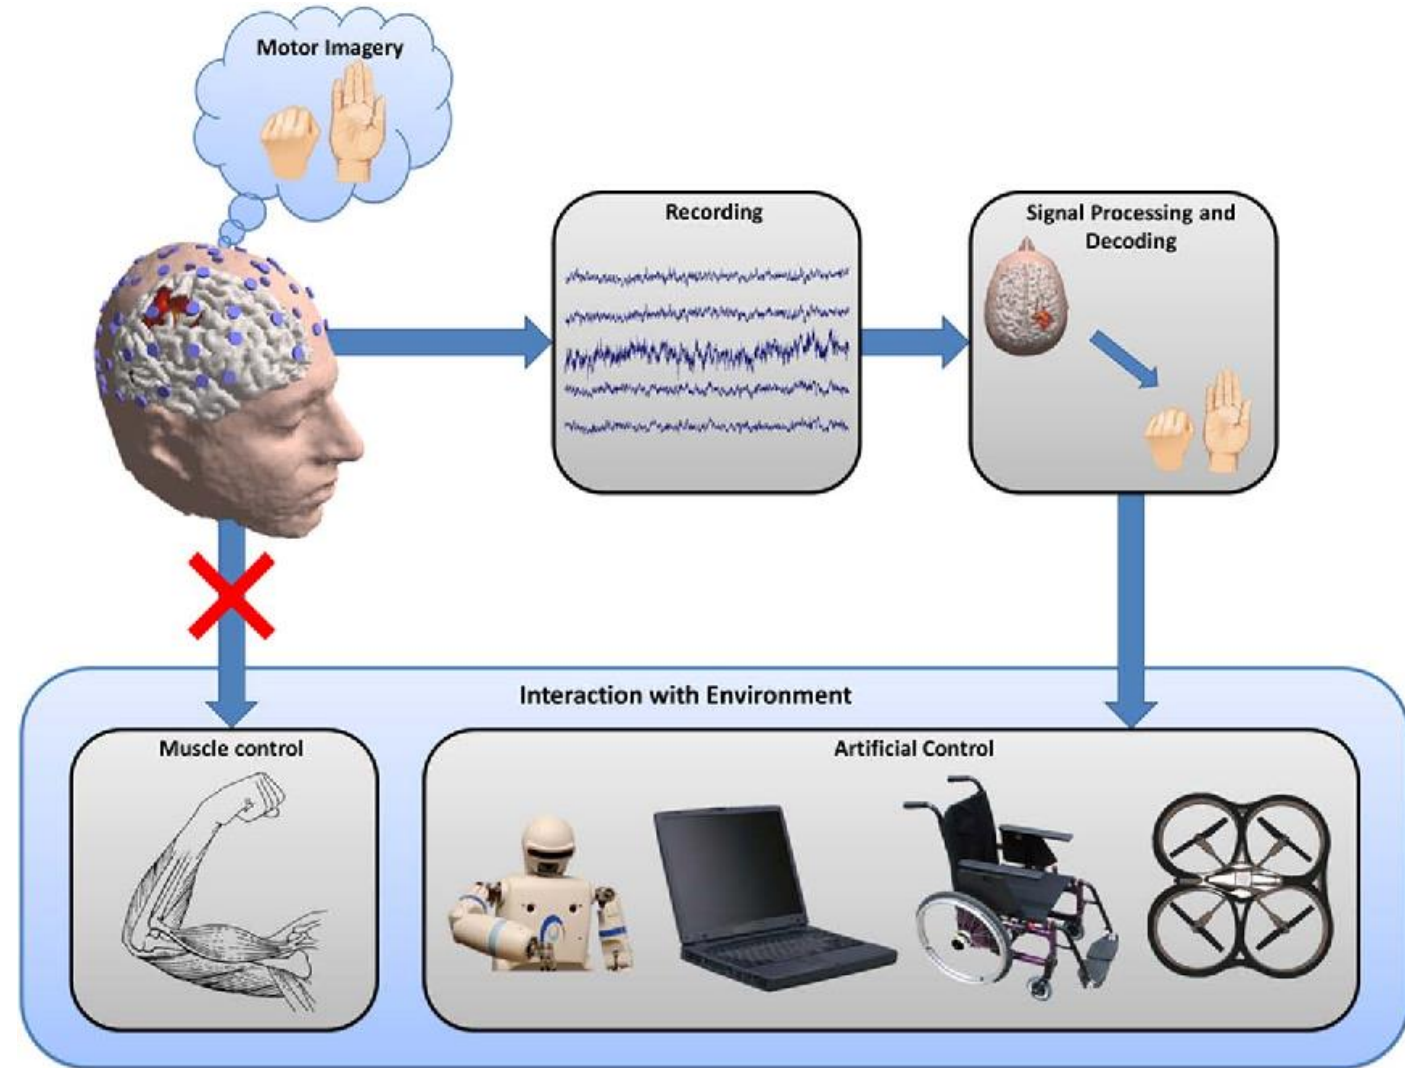 Motor Imagery
Recording
Signal Processing and
Decoding
Interaction with Environment
Muscle control
Artificial Control